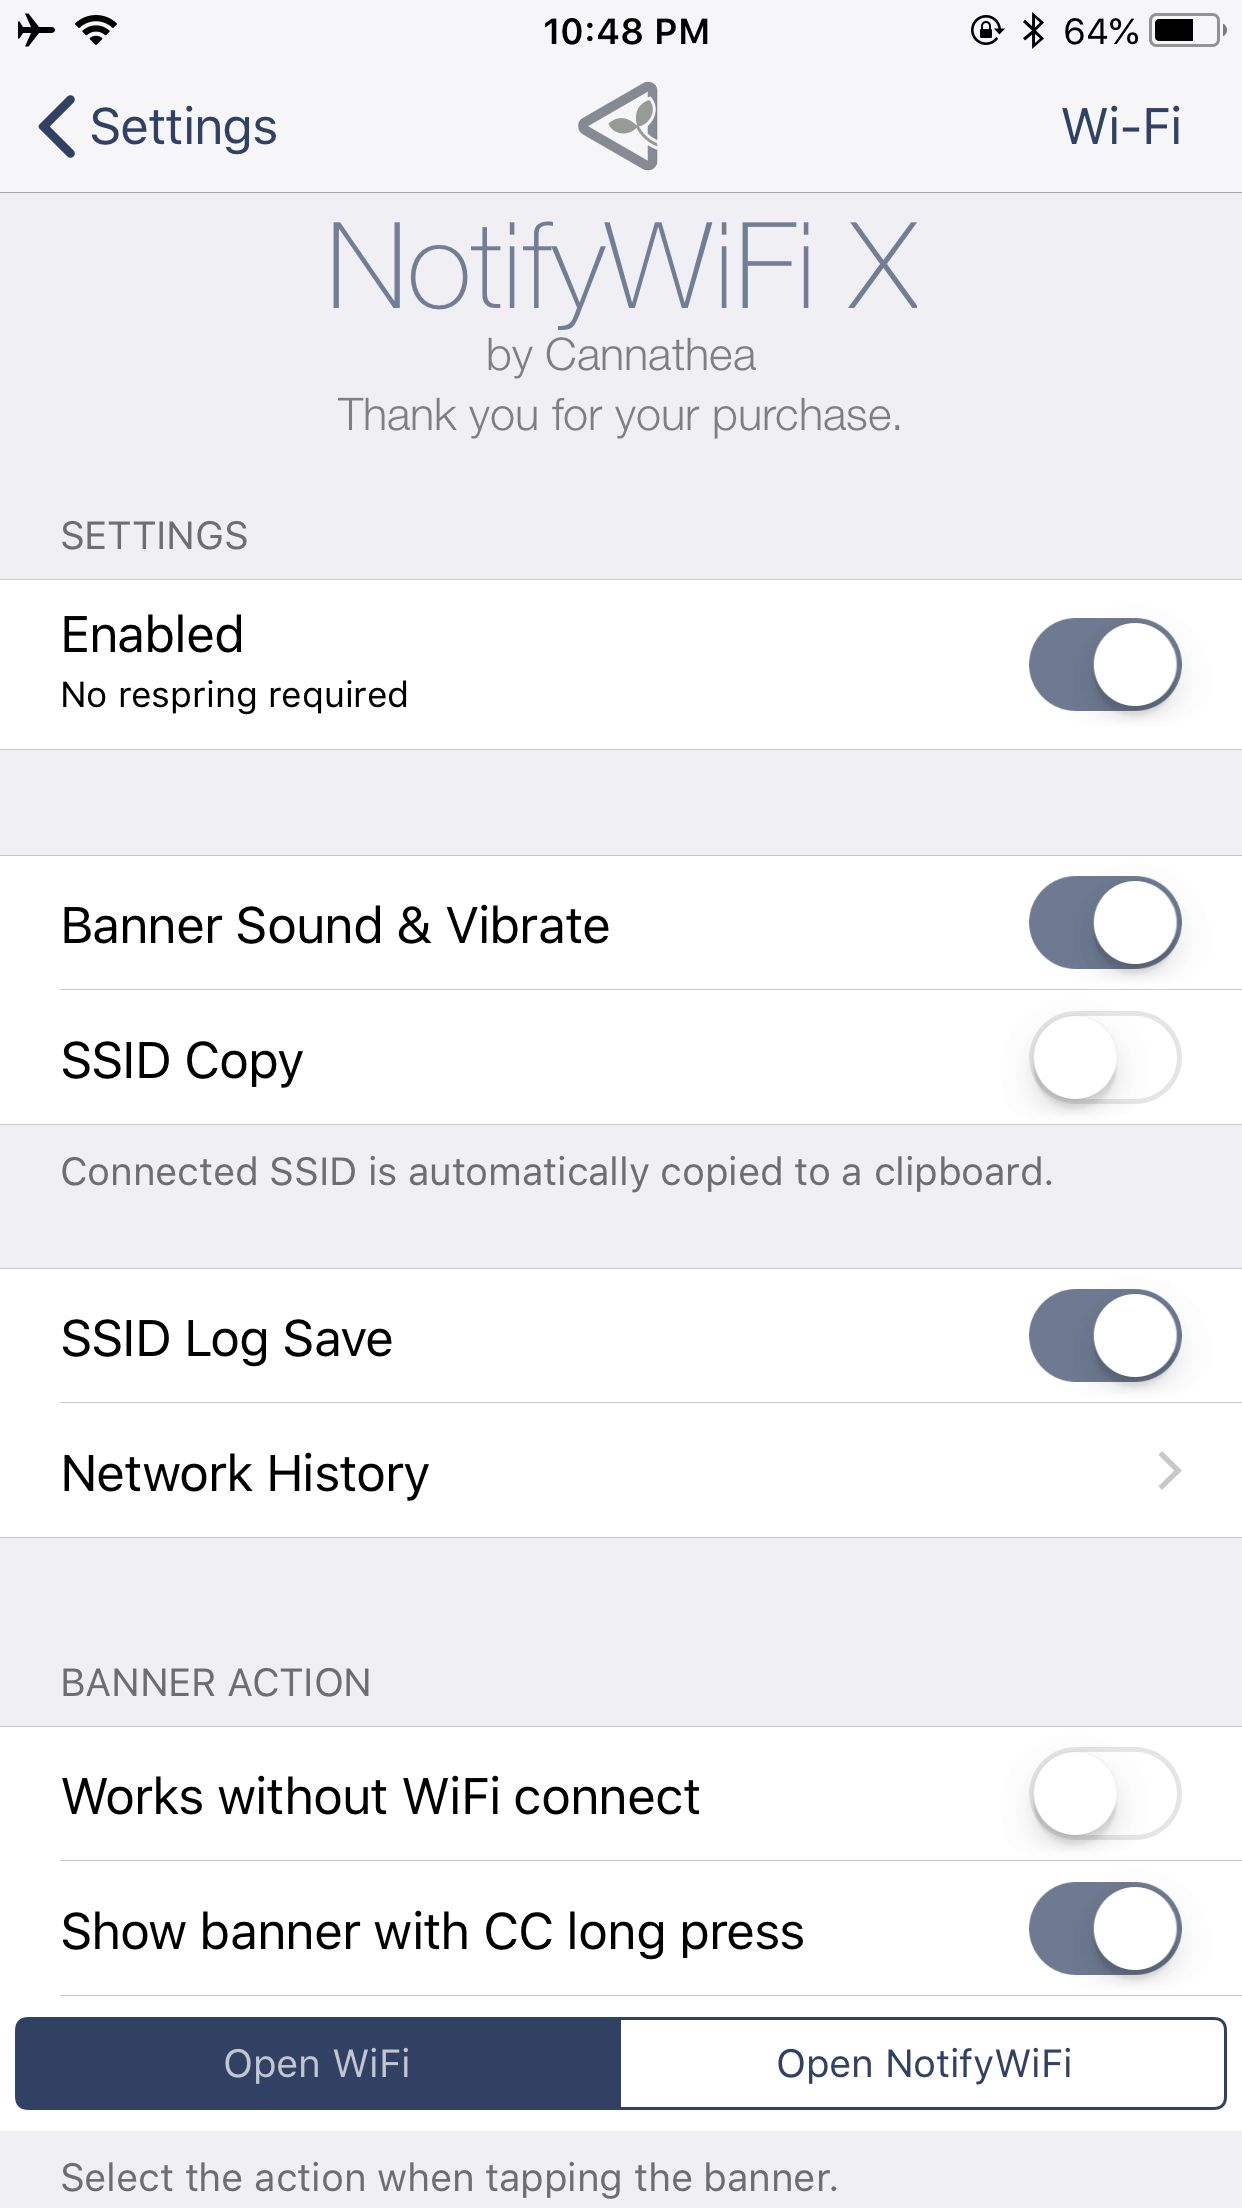 10:48 PM
64%
Settings
Wi-Fi
NotifyWiFi X
by Cannathea
Thank you for your purchase.
SETTINGS
Enabled
No respring required
Banner Sound & Vibrate
SSID Copy
Connected SSID is automatically copied to a clipboard.
SSID Log Save
Network History
BANNER ACTION
Works without WiFi connect
Show banner with CC long press
Open WiFi
Open NotifyWiFi
Select the action when tapping the banner.